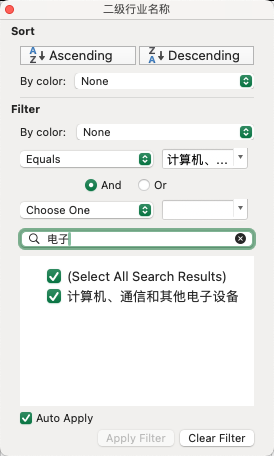 二级行业名称
Sort
A Z Ascending
Z A Descending
By color: None
Filter
By color: None
Equals 计算机、...
And Or
Choose One
电子
(Select All Search Results)
计算机、通信和其他电子设备
Auto Apply
Apply Filter Clear Filter